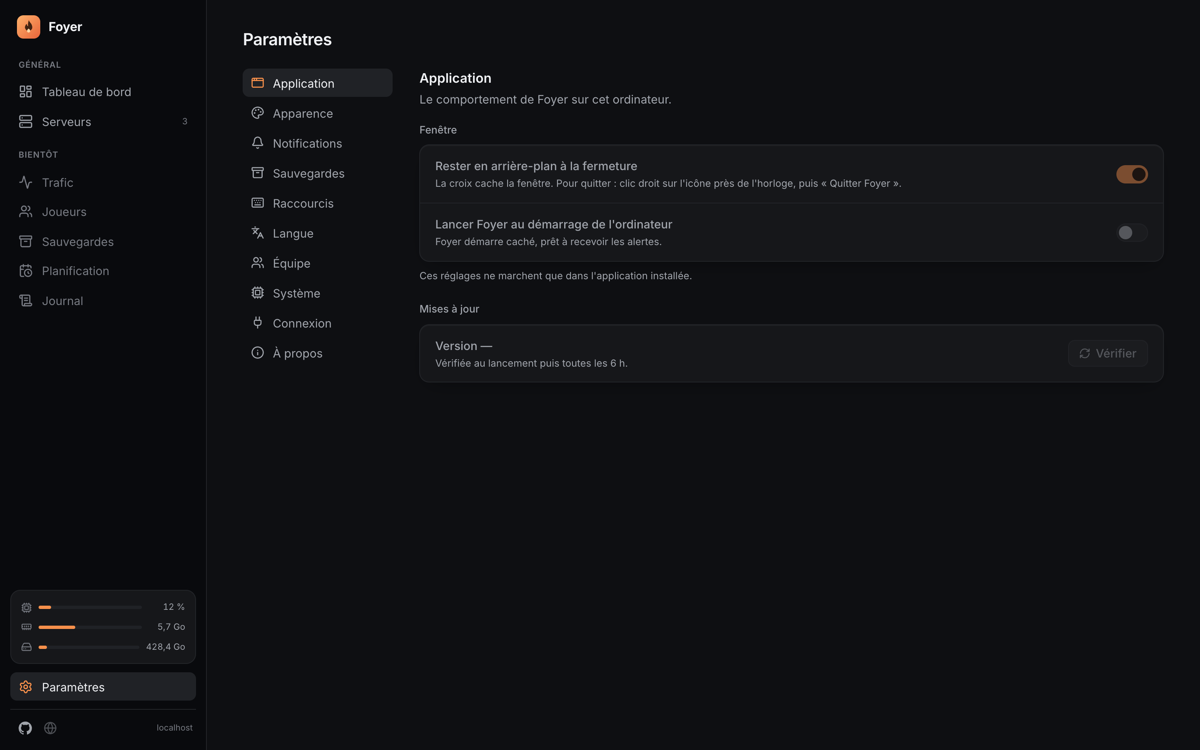 Foyer
GÉNÉRAL
Tableau de bord
Serveurs 3
BIENTÔT
Trafic
Joueurs
Sauvegardes
Planification
Journal
12 %
5,7 Go
428,4 Go
Paramètres
localhost
Paramètres
Application
Apparence
Notifications
Sauvegardes
Raccourcis
Langue
Équipe
Système
Connexion
À propos
Application
Le comportement de Foyer sur cet ordinateur.
Fenêtre
Rester en arrière-plan à la fermeture
La croix cache la fenêtre. Pour quitter : clic droit sur l'icône près de l'horloge, puis « Quitter Foyer ».
Lancer Foyer au démarrage de l'ordinateur
Foyer démarre caché, prêt à recevoir les alertes.
Ces réglages ne marchent que dans l'application installée.
Mises à jour
Version —
Vérifiée au lancement puis toutes les 6 h.
Vérifier